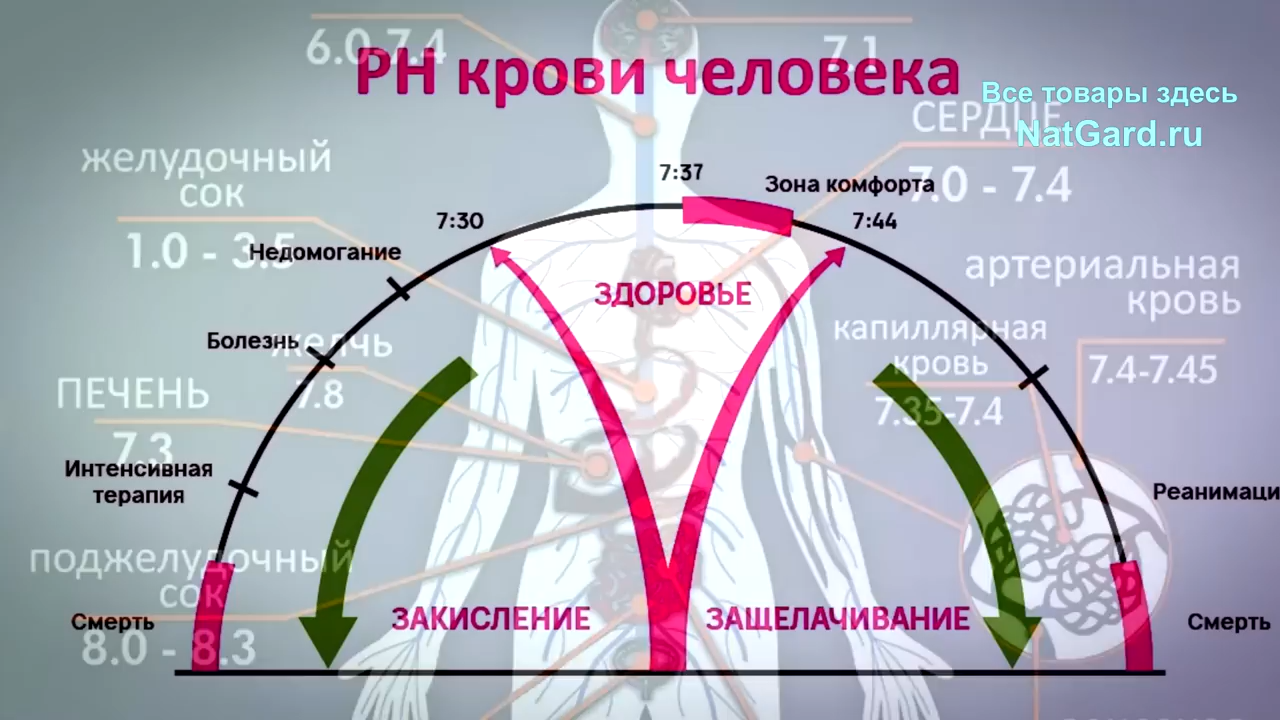 6.0-7.4
7.1
РН крови человека
Все товары здесь
NatGard.ru
СЕРДЦЕ
7.0 - 7.4
желудочный
сок
1.0 - 3.5
7:37
Зона комфорта
7:30
7:44
Недомогание
ЗДОРОВЬЕ
артериальная
кровь
7.4-7.45
Болезнь
желчь
7.8
капиллярная
кровь
7.35-7.4
ПЕЧЕНЬ
7.3
Интенсивная
терапия
Реанимаци
поджелудочный
сок
8.0 - 8.3
Смерть
ЗАКИСЛЕНИЕ
ЗАЩЕЛАЧИВАНИЕ
Смерть